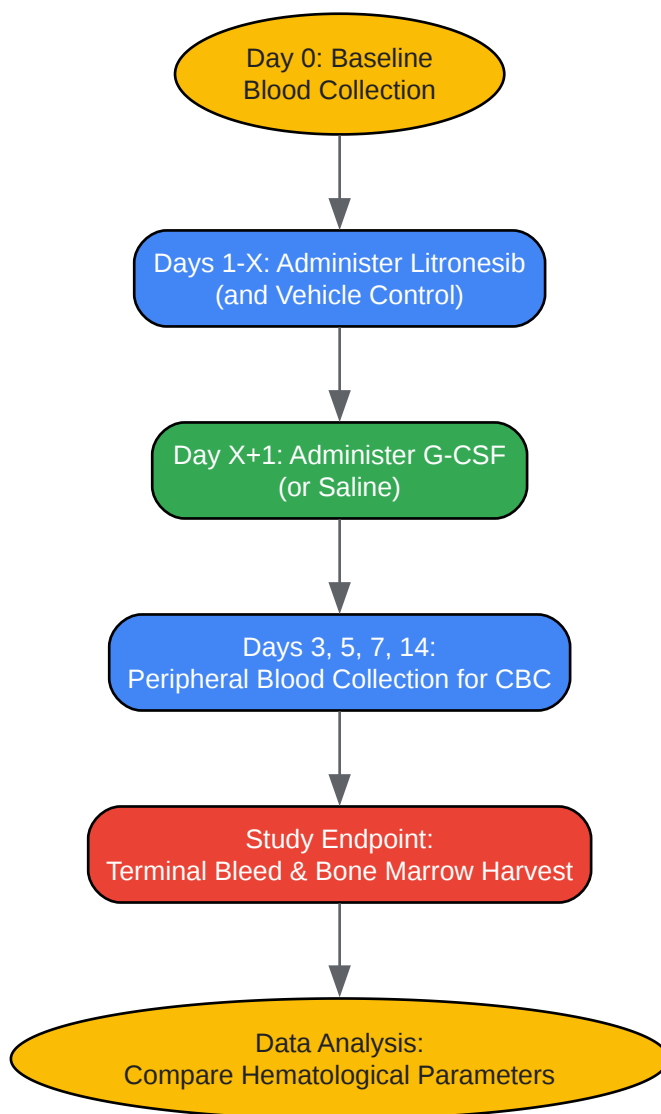 Day 0: Baseline
Blood Collection
Days 1-X: Administer Litronesib
(and Vehicle Control)
Day X+1: Administer G-CSF
(or Saline)
Days 3, 5, 7, 14:
Peripheral Blood Collection for CBC
Study Endpoint:
Terminal Bleed & Bone Marrow Harvest
Data Analysis:
Compare Hematological Parameters